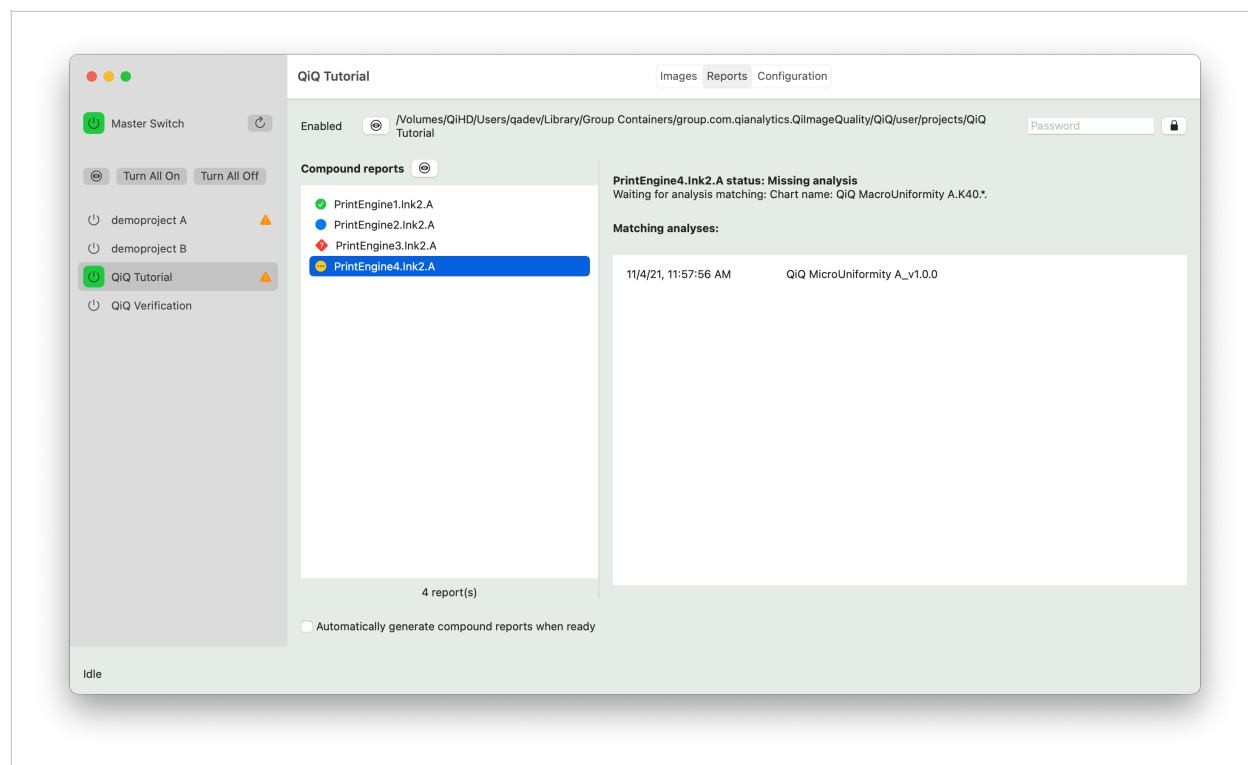 QiQ Tutorial
Images Reports Configuration
Master Switch
Enabled
/Volumes/QiHD/Users/qadev/Library/Group Containers/group.com.qianalytics.QiImageQuality/QiQ/user/projects/QiQ
Tutorial
Password
Turn All On Turn All Off
demoproject A
demoproject B
QiQ Tutorial
QiQ Verification
Compound reports
PrintEngine1.Ink2.A
PrintEngine2.Ink2.A
PrintEngine3.Ink2.A
PrintEngine4.Ink2.A
4 report(s)
Automatically generate compound reports when ready
PrintEngine4.Ink2.A status: Missing analysis
Waiting for analysis matching: Chart name: QiQ MacroUniformity A.K40.*.
Matching analyses:
11/4/21, 11:57:56 AM QiQ MicroUniformity A_v1.0.0
Idle